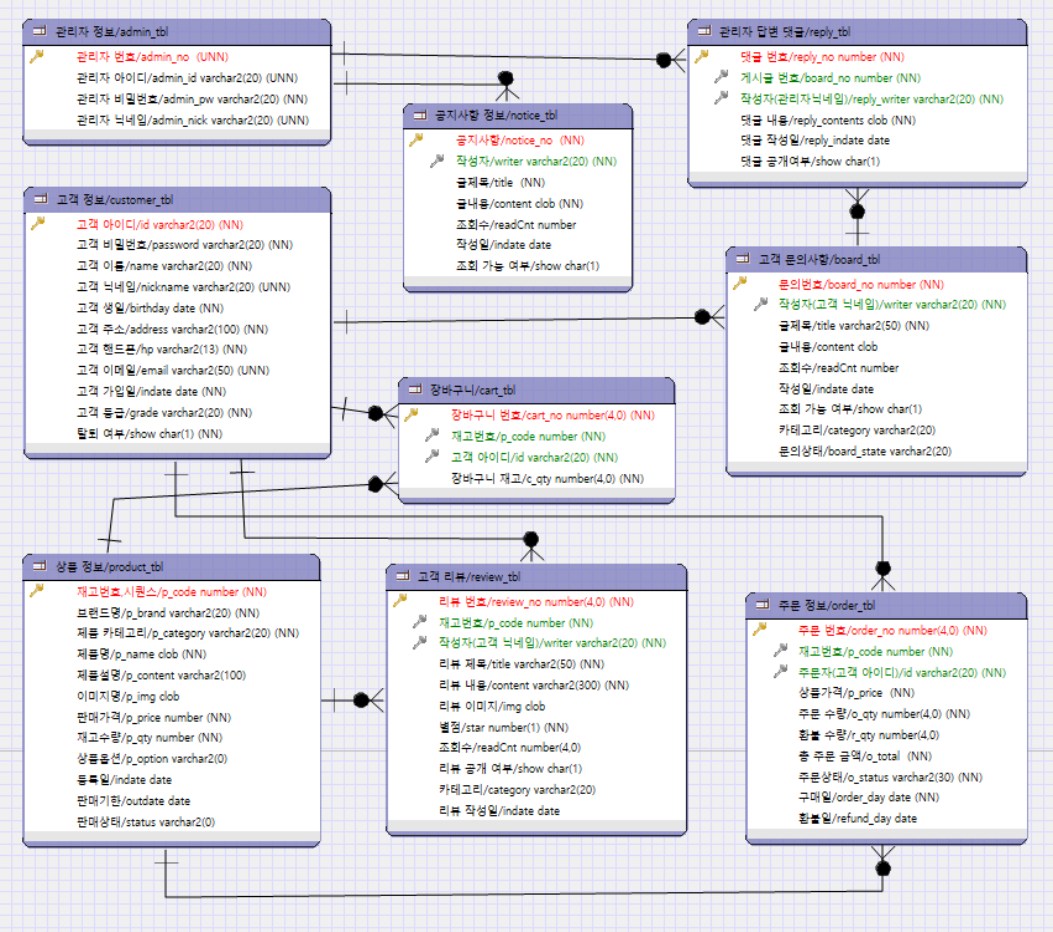 관리자 정보/admin_tbl
관리자 번호/admin_no (UNN)
관리자 아이디/admin_id varchar2(20) (UNN)
관리자 비밀번호/admin_pw varchar2(20) (NN)
관리자 닉네임/admin_nick varchar2(20) (UNN)
관리자 답변 댓글/reply_tbl
댓글 번호/reply_no number (NN)
게시글 번호/board_no number (NN)
작성자(관리자닉네임)/reply_writer varchar2(20) (NN)
댓글 내용/reply_contents clob (NN)
댓글 작성일/reply_indate date
댓글 공개여부/show char(1)
공지사항 정보/notice_tbl
공지사항/notice_no (NN)
작성자/writer varchar2(20) (NN)
글제목/title (NN)
글내용/content clob (NN)
조회수/readCnt number
작성일/indate date
조회 가능 여부/show char(1)
고객 정보/customer_tbl
고객 아이디/id varchar2(20) (NN)
고객 비밀번호/password varchar2(20) (NN)
고객 이름/name varchar2(20) (NN)
고객 닉네임/nickname varchar2(20) (UNN)
고객 생일/birthday date (NN)
고객 주소/address varchar2(100) (NN)
고객 핸드폰/hp varchar2(13) (NN)
고객 이메일/email varchar2(50) (UNN)
고객 가입일/indate date (NN)
고객 등급/grade varchar2(20) (NN)
탈퇴 여부/show char(1) (NN)
고객 문의사항/board_tbl
문의번호/board_no number (NN)
작성자(고객 닉네임)/writer varchar2(20) (NN)
글제목/title varchar2(50) (NN)
글내용/content clob
조회수/readCnt number
작성일/indate date
조회 가능 여부/show char(1)
카테고리/category varchar2(20)
문의상태/board_state varchar2(20)
장바구니/cart_tbl
장바구니 번호/cart_no number(4,0) (NN)
재고번호/p_code number (NN)
고객 아이디/id varchar2(20) (NN)
장바구니 재고/c_qty number(4,0) (NN)
상품 정보/product_tbl
재고번호,시퀀스/p_code number (NN)
브랜드명/p_brand varchar2(20) (NN)
제품 카테고리/p_category varchar2(20) (NN)
제품명/p_name clob (NN)
제품설명/p_content varchar2(100)
이미지명/p_img clob
판매가격/p_price number (NN)
재고수량/p_qty number (NN)
상품옵션/p_option varchar2(0)
등록일/indate date
판매기한/outdate date
판매상태/status varchar2(0)
고객 리뷰/review_tbl
리뷰 번호/review_no number(4,0) (NN)
재고번호/p_code number (NN)
작성자(고객 닉네임)/writer varchar2(20) (NN)
리뷰 제목/title varchar2(50) (NN)
리뷰 내용/content varchar2(300) (NN)
리뷰 이미지/img clob
별점/star number(1) (NN)
조회수/readCnt number(4,0)
리뷰 공개 여부/show char(1)
카테고리/category varchar2(20)
리뷰 작성일/indate date
주문 정보/order_tbl
주문 번호/order_no number(4,0) (NN)
재고번호/p_code number (NN)
주문자(고객 아이디)/id varchar2(20) (NN)
상품가격/p_price (NN)
주문 수량/o_qty number(4,0) (NN)
환불 수량/r_qty number(4,0)
총 주문 금액/o_total (NN)
주문상태/o_status varchar2(30) (NN)
구매일/order_day date (NN)
환불일/refund_day date